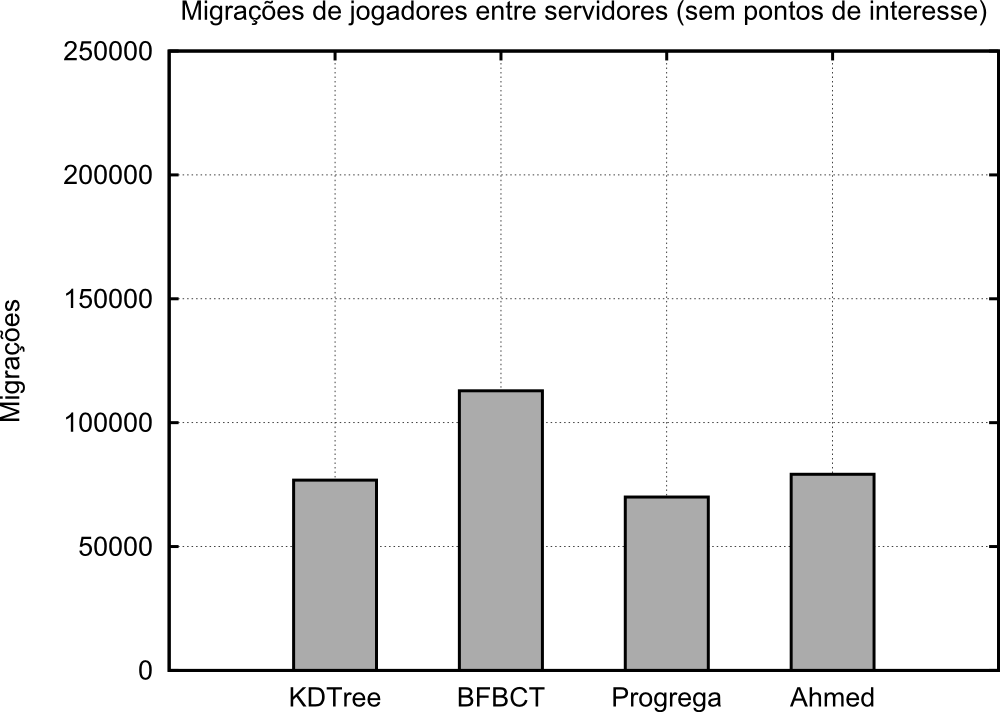 Migrações de jogadores entre servidores (sem pontos de interesse)
250000
200000
150000
100000
50000
0
Migrações
KDTree BFBCT Progrega Ahmed